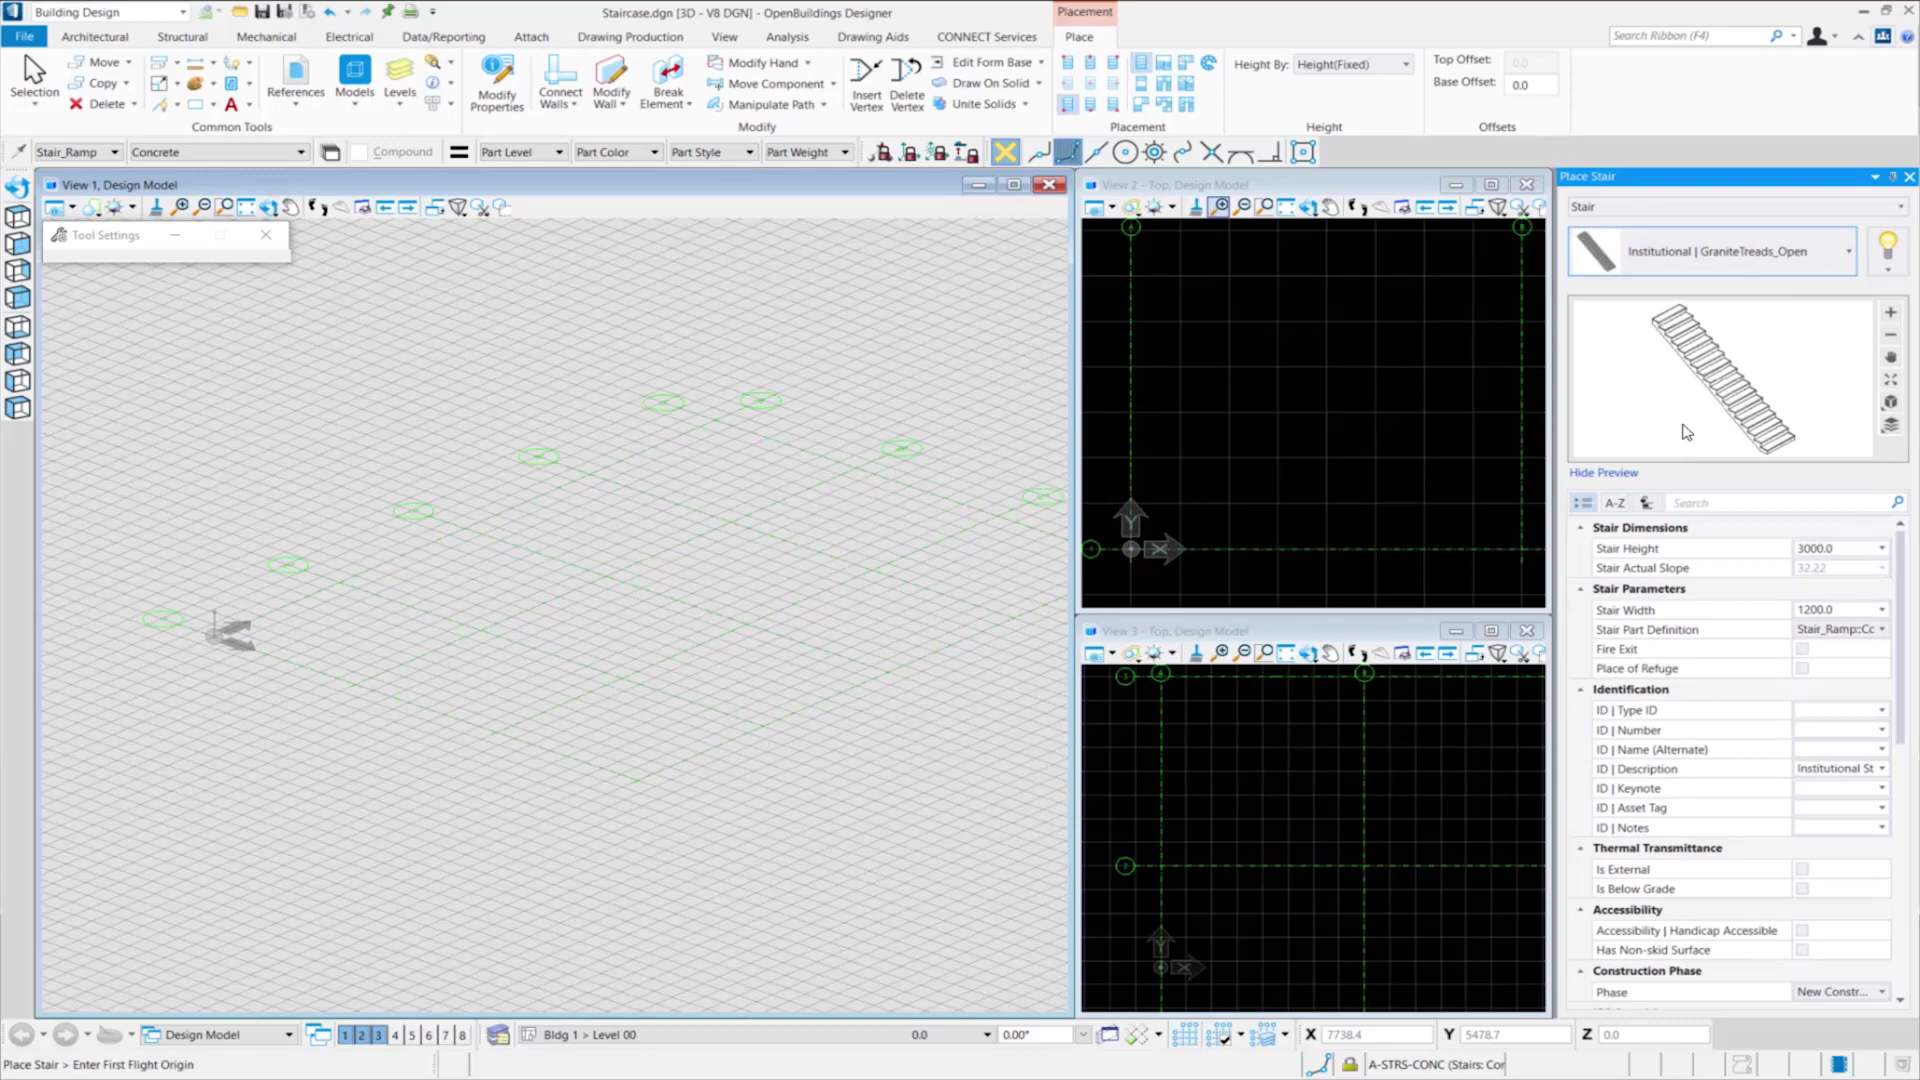 Building Design
Staircase.dgn [3D - V8 DGN] - OpenBuildings Designer
Placement
File
Architectural
Structural
Mechanical
Electrical
Data/Reporting
Attach
Drawing Production
View
Analysis
Drawing Aids
CONNECT Services
Place
Search Ribbon (F4)
Selection
Move
Copy
Delete
References
Models
Levels
Common Tools
Modify Properties
Connect Walls
Modify Wall
Break Element
Modify Hand
Move Component
Manipulate Path
Insert Vertex
Delete Vertex
Edit Form Base
Draw On Solid
Unite Solids
Modify
Placement
Height By:
Height(Fixed)
Height
Top Offset:
0.0
Base Offset:
0.0
Offsets
Stair_Ramp
Concrete
Compound
Part Level
Part Color
Part Style
Part Weight
View 1, Design Model
Tool Settings
View 2 - Top, Design Model
A
B
Y
X
View 3 - Top, Design Model
3
A
B
2
Y
X
Place Stair
Stair
Institutional | GraniteTreads_Open
Hide Preview
A-Z
Search
Stair Dimensions
Stair Height 3000.0
Stair Actual Slope 32.22
Stair Parameters
Stair Width 1200.0
Stair Part Definition Stair_Ramp::Cc
Fire Exit
Place of Refuge
Identification
ID | Type ID
ID | Number
ID | Name (Alternate)
ID | Description Institutional St
ID | Keynote
ID | Asset Tag
ID | Notes
Thermal Transmittance
Is External
Is Below Grade
Accessibility
Accessibility | Handicap Accessible
Has Non-skid Surface
Construction Phase
Phase New Constr...
Design Model
1 2 3 4 5 6 7 8
Bldg 1 > Level 00
0.0
0.00°
X 7738.4
Y 5478.7
Z 0.0
Place Stair > Enter First Flight Origin
A-STRS-CONC (Stairs: Cor